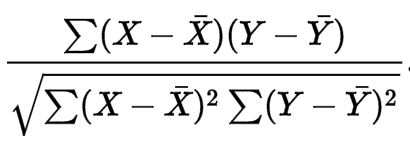 ∑(X − X̄)(Y − Ȳ)
√∑(X − X̄)² ∑(Y − Ȳ)²
.